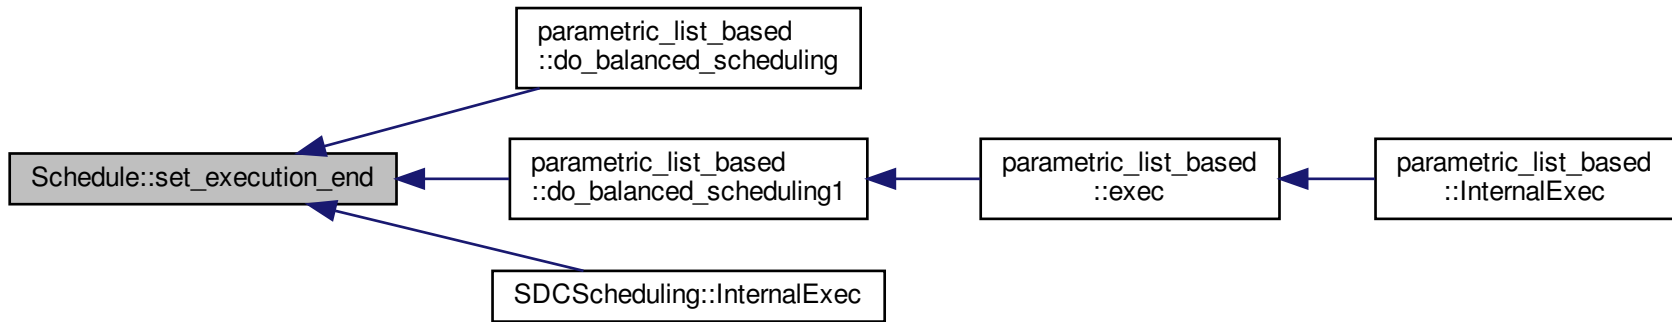 parametric_list_based
::do_balanced_scheduling
Schedule::set_execution_end
parametric_list_based
::do_balanced_scheduling1
parametric_list_based
::exec
parametric_list_based
::InternalExec
SDCScheduling::InternalExec